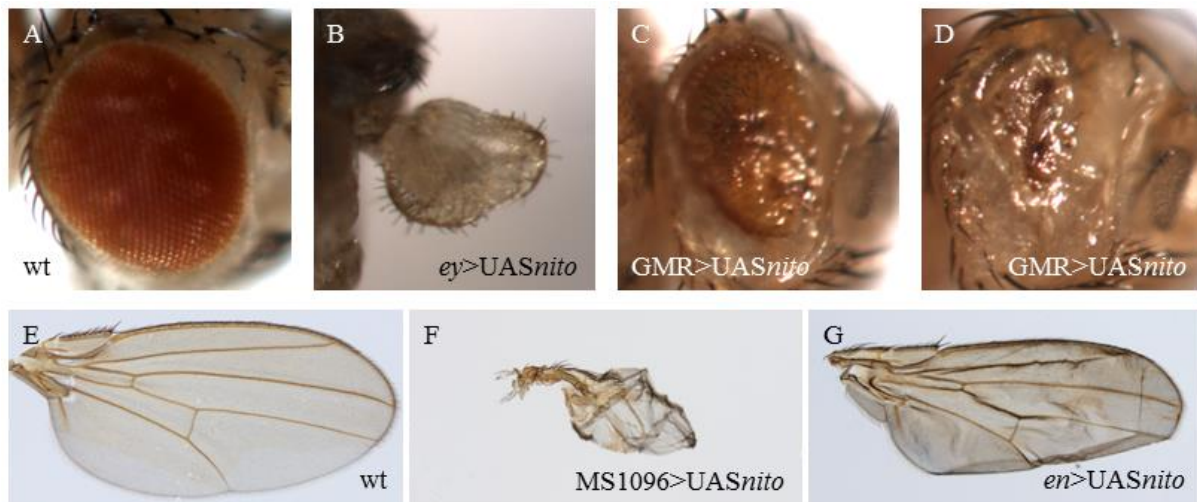 A
wt
B
ey>UASnito
C
GMR>UASnito
D
GMR>UASnito
E
wt
F
MS1096>UASnito
G
en>UASnito